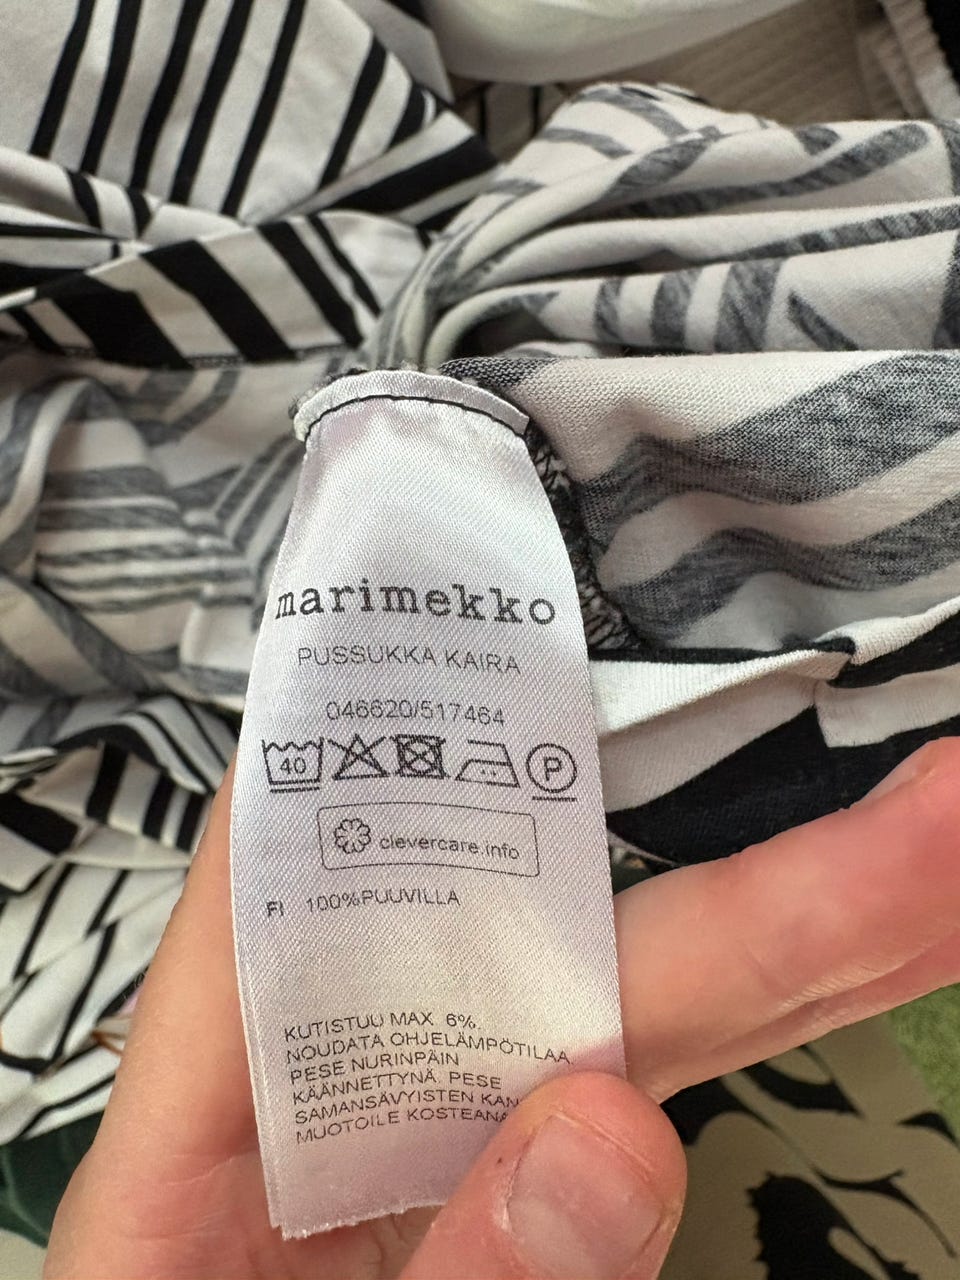 marimekko
PUSSUKKA KAIRA
046620/517464
40 P
clevercare.info
FI 100%PUUVILLA
KUTISTUU MAX. 6%.
NOUDATA OHJELÄMPÖTILAA
PESE NURINPÄIN
KÄÄNNETTYNÄ. PESE
SAMANSÄVYISTEN
MUOTOILE